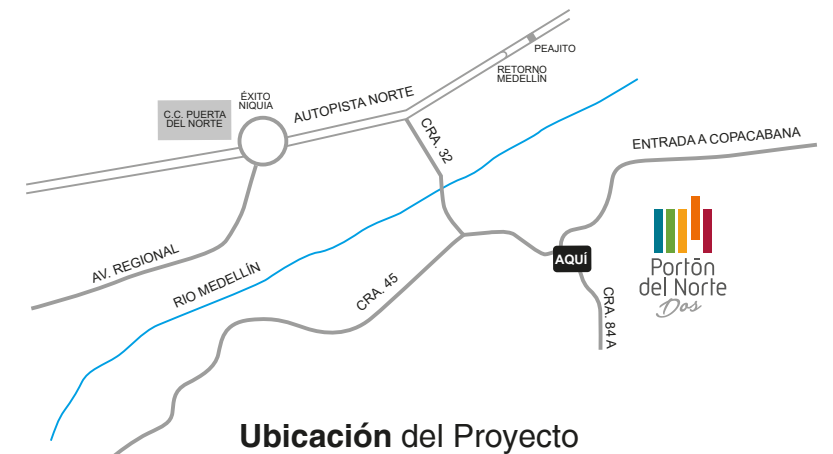 PEAJITO
RETORNO
MEDELLÍN
ÉXITO
NIQUIA
AUTOPISTA NORTE
C.C. PUERTA
DEL NORTE
CRA. 32
ENTRADA A COPACABANA
AV. REGIONAL
RIO MEDELLÍN
CRA. 45
AQUÍ
Portōn
del Norte
Dos
CRA. 84 A
Ubicación del Proyecto